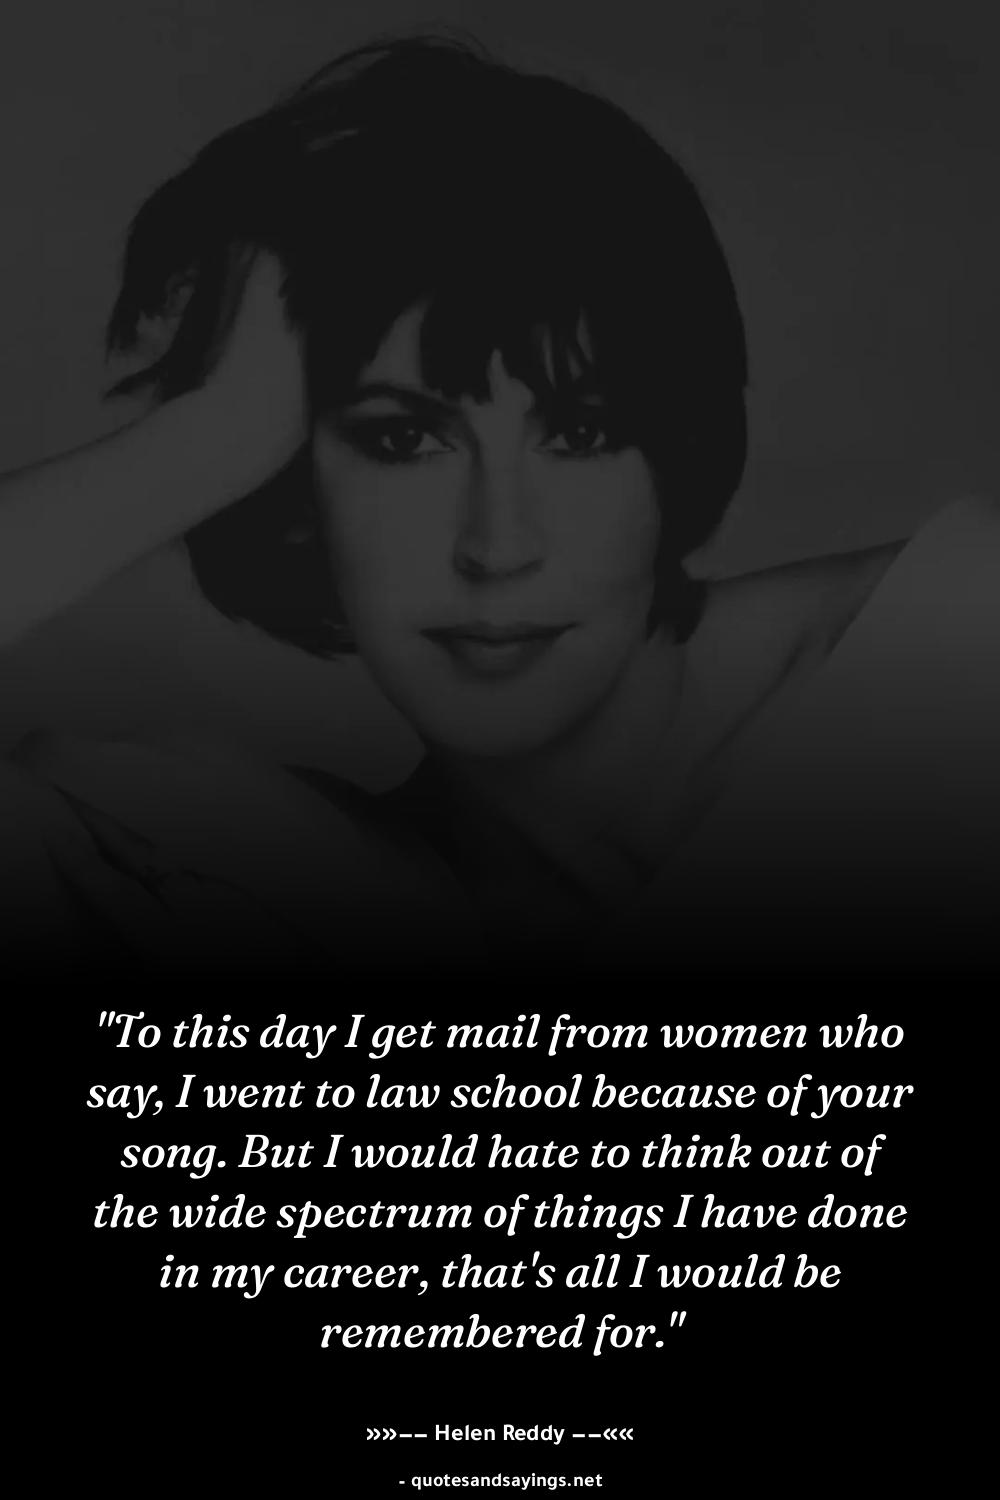 "To this day I get mail from women who
say, I went to law school because of your
song. But I would hate to think out of
the wide spectrum of things I have done
in my career, that's all I would be
remembered for."
»»–– Helen Reddy ––««
- quotesandsayings.net